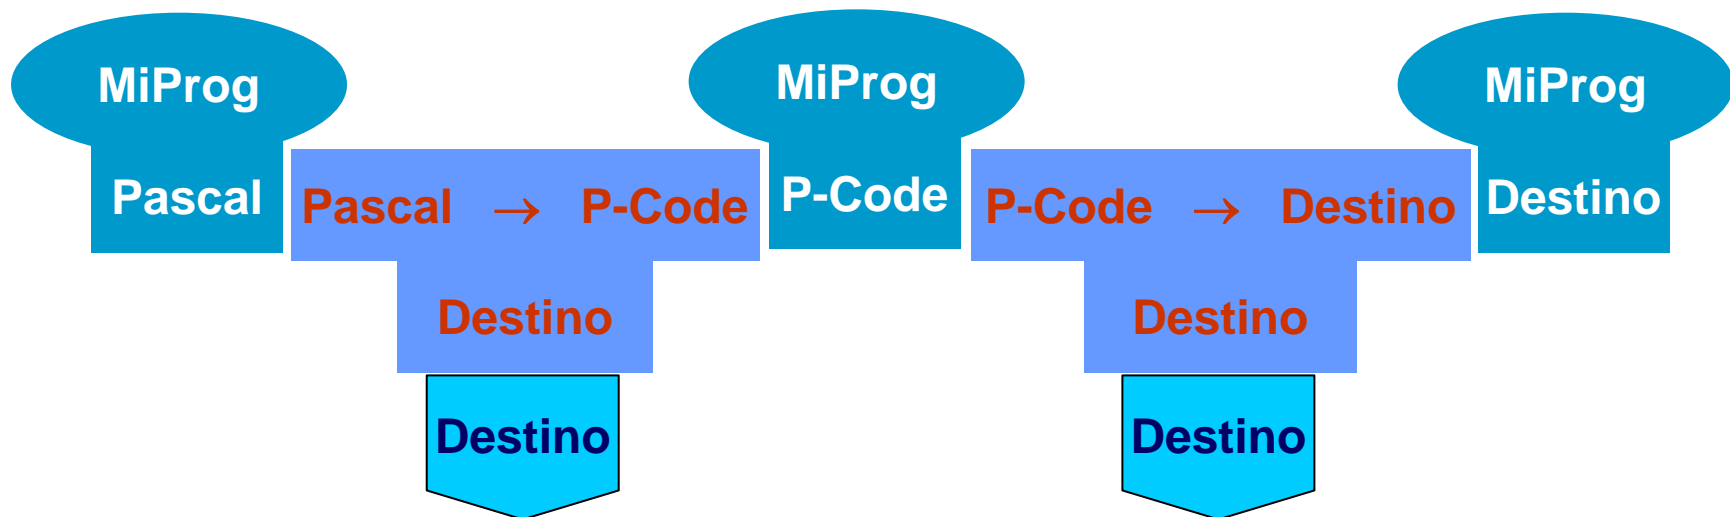 MiProg
MiProg
MiProg
Pascal
Pascal → P-Code
P-Code
P-Code → Destino
Destino
Destino
Destino
Destino
Destino